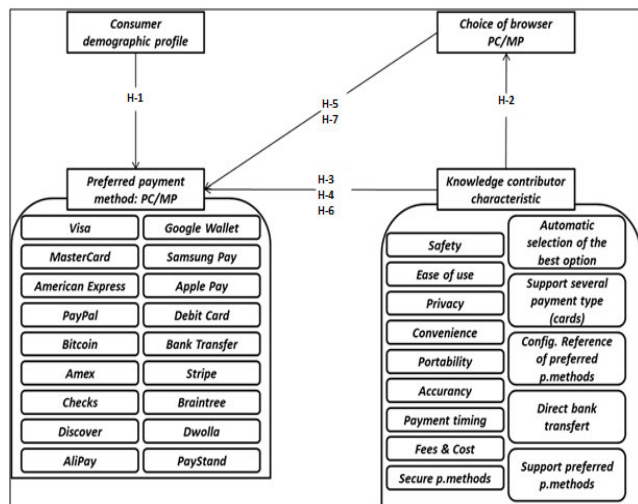 Consumer
demographic profile
Choice of browser
PC/MP
H-1
H-5
H-7
H-2
Preferred payment
method: PC/MP
H-3
H-4
H-6
Knowledge contributor
characteristic
Visa
Google Wallet
MasterCard
Samsung Pay
American Express
Apple Pay
PayPal
Debit Card
Bitcoin
Bank Transfer
Amex
Stripe
Checks
Braintree
Discover
Dwolla
AliPay
PayStand
Safety
Ease of use
Privacy
Convenience
Portability
Accurancy
Payment timing
Fees & Cost
Secure p.methods
Automatic
selection of the
best option
Support several
payment type
(cards)
Config. Reference
of preferred
p.methods
Direct bank
transfert
Support preferred
p.methods